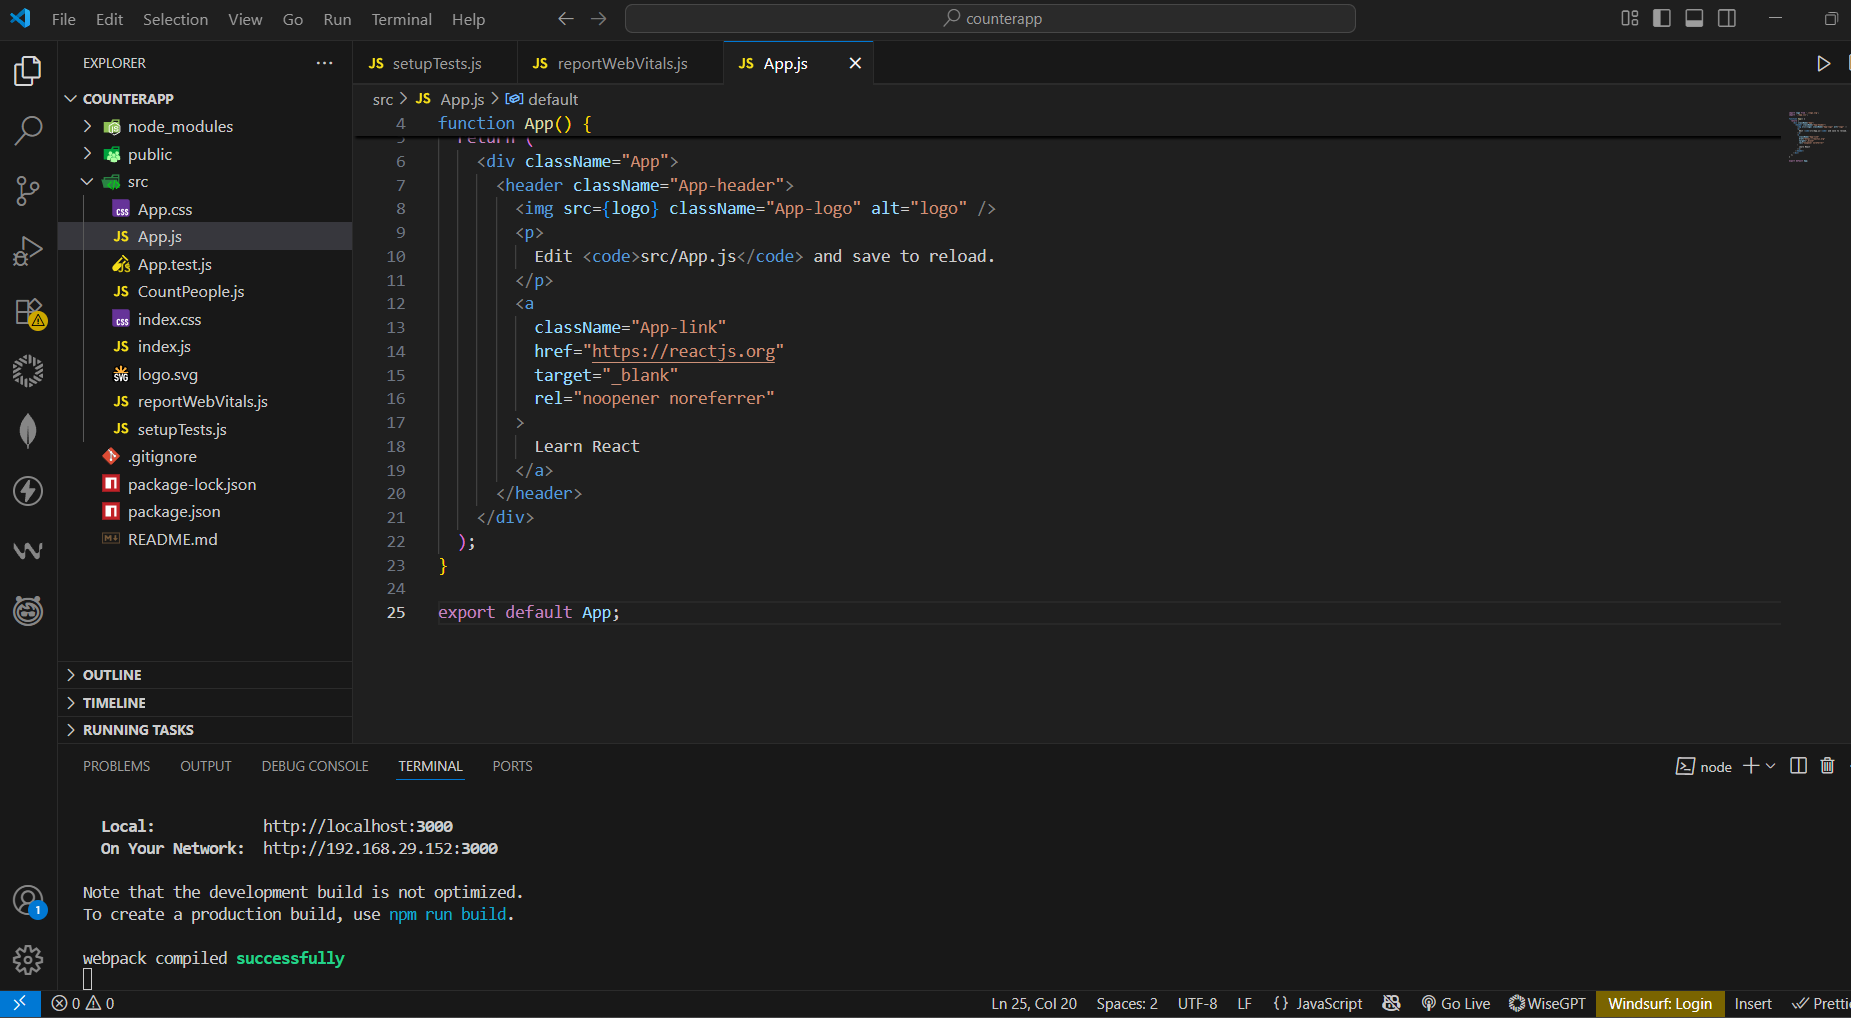 File Edit Selection View Go Run Terminal Help
counterapp
EXPLORER
COUNTERAPP
node_modules
public
src
App.css
App.js
App.test.js
CountPeople.js
index.css
index.js
logo.svg
reportWebVitals.js
setupTests.js
.gitignore
package-lock.json
package.json
README.md
OUTLINE
TIMELINE
RUNNING TASKS
JS setupTests.js JS reportWebVitals.js JS App.js
src > JS App.js > default
4 function App() {
return (
6 <div className="App">
7 <header className="App-header">
8 <img src={logo} className="App-logo" alt="logo" />
9 <p>
10 Edit <code>src/App.js</code> and save to reload.
11 </p>
12 <a
13 className="App-link"
14 href="https://reactjs.org"
15 target="_blank"
16 rel="noopener noreferrer"
17 >
18 Learn React
19 </a>
20 </header>
21 </div>
22 );
23 }
24
25 export default App;
PROBLEMS OUTPUT DEBUG CONSOLE TERMINAL PORTS
node
Local: http://localhost:3000
On Your Network: http://192.168.29.152:3000
Note that the development build is not optimized.
To create a production build, use npm run build.
webpack compiled successfully
1
0 0 Ln 25, Col 20 Spaces: 2 UTF-8 LF {} JavaScript Go Live WiseGPT Windsurf: Login Insert